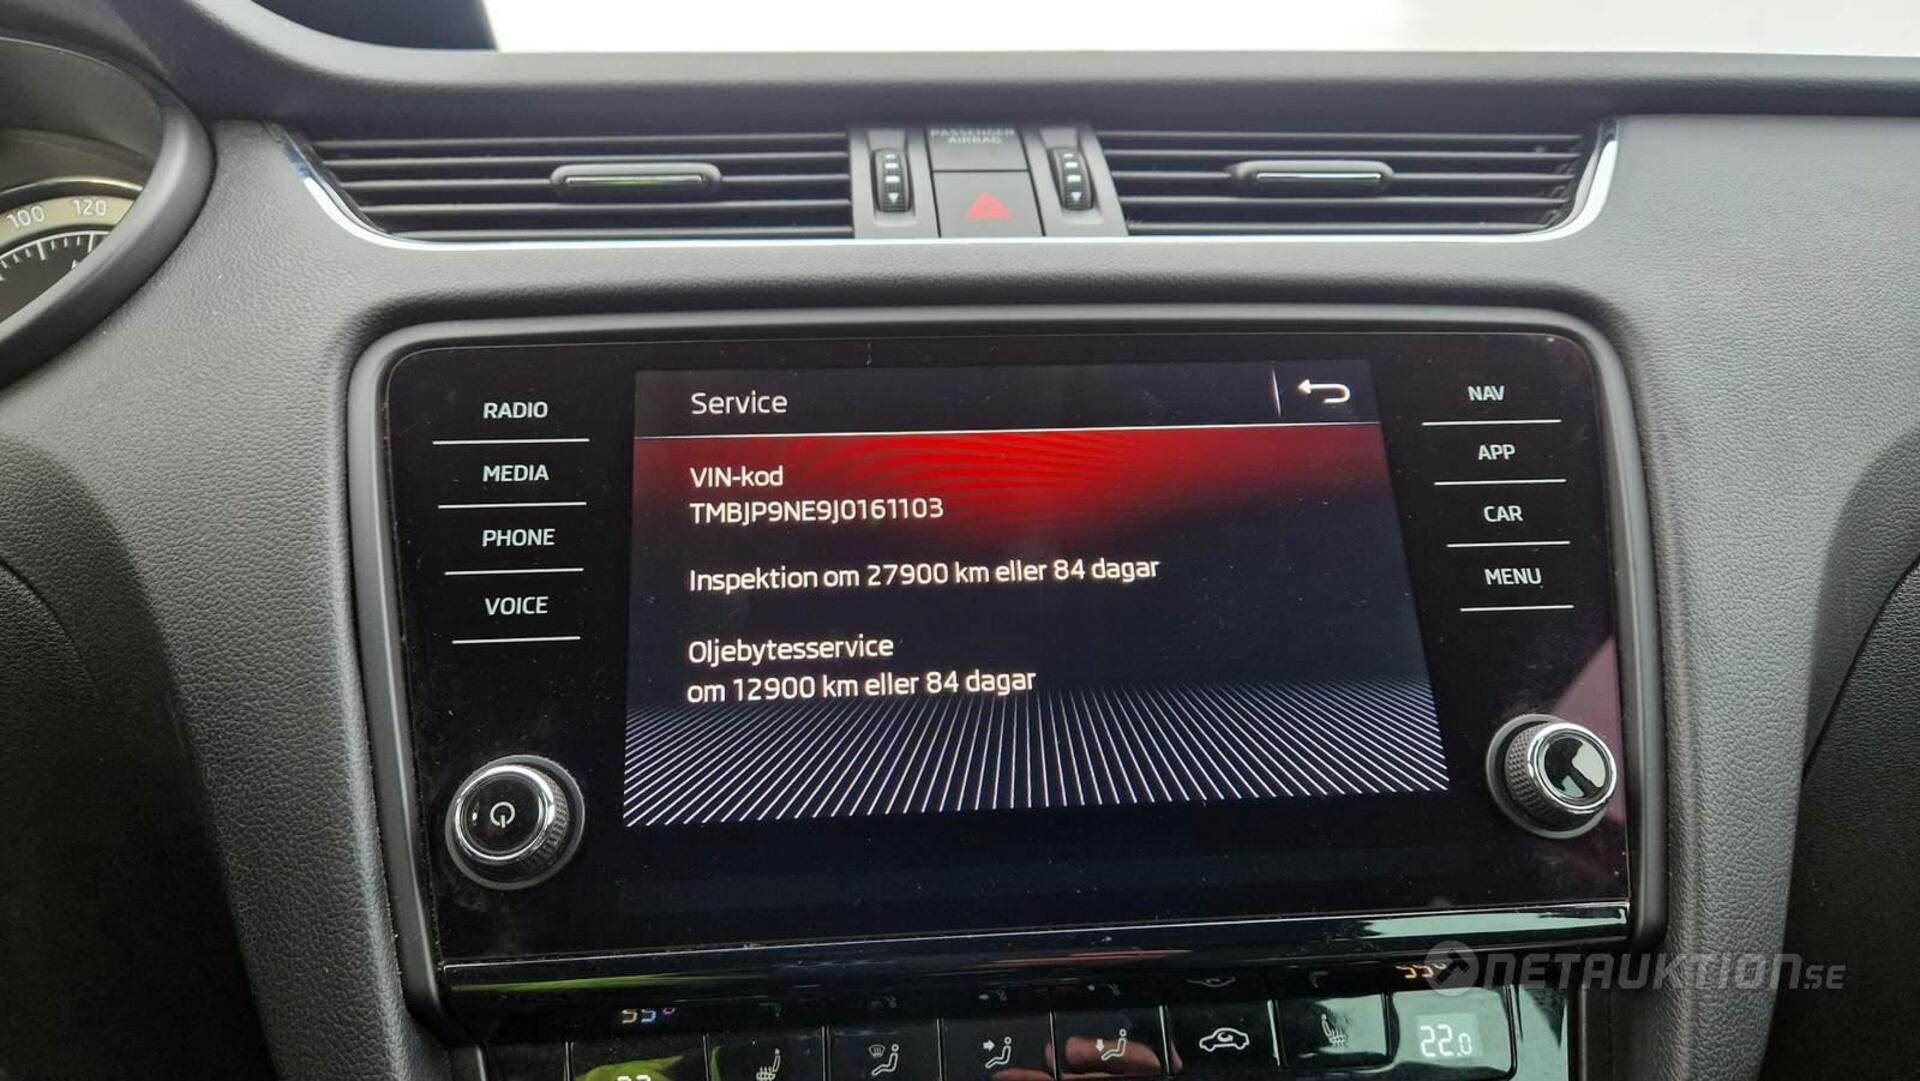 100 120
PASSENGER
AIRBAG
Service
RADIO
MEDIA
PHONE
VOICE
VIN-kod
TMBJP9NE9J0161103
Inspektion om 27900 km eller 84 dagar
Oljebytesservice
om 12900 km eller 84 dagar
NAV
APP
CAR
MENU
NETAUKTION.SE
22.0